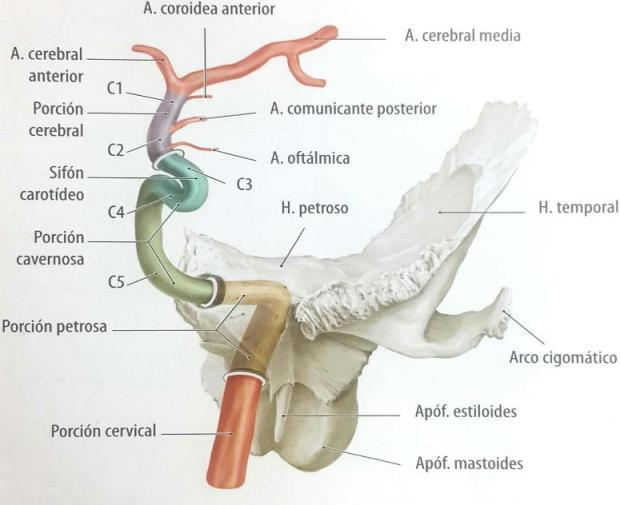 A. coroidea anterior
A. cerebral media
A. cerebral
anterior
C1
Porción
cerebral
A. comunicante posterior
C2
A. oftálmica
Sifón
carotídeo
C3
C4
H. petroso
H. temporal
Porción
cavernosa
C5
Porción petrosa
Arco cigomático
Apóf. estiloides
Porción cervical
Apóf. mastoides